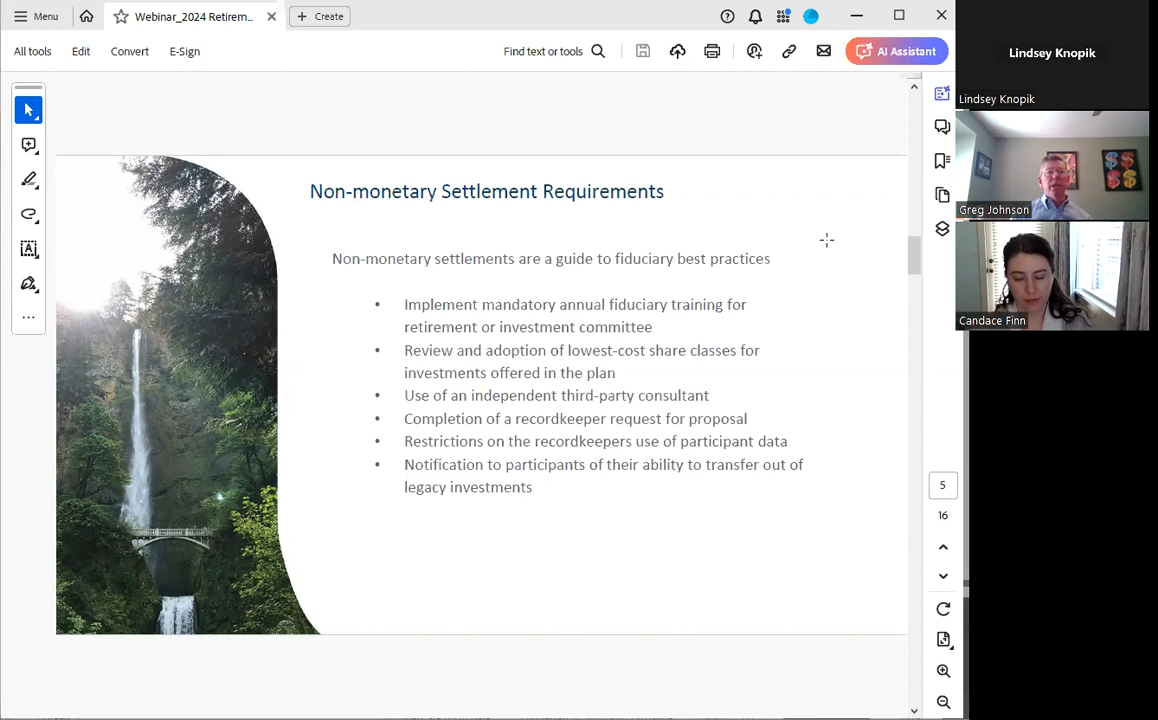 Menu
Webinar_2024 Retirem...
Create
All tools
Edit
Convert
E-Sign
Find text or tools
AI Assistant
Non-monetary Settlement Requirements
Non-monetary settlements are a guide to fiduciary best practices
• Implement mandatory annual fiduciary training for
retirement or investment committee
• Review and adoption of lowest-cost share classes for
investments offered in the plan
• Use of an independent third-party consultant
• Completion of a recordkeeper request for proposal
• Restrictions on the recordkeepers use of participant data
• Notification to participants of their ability to transfer out of
legacy investments
5
16
Lindsey Knopik
Lindsey Knopik
Greg Johnson
Candace Finn